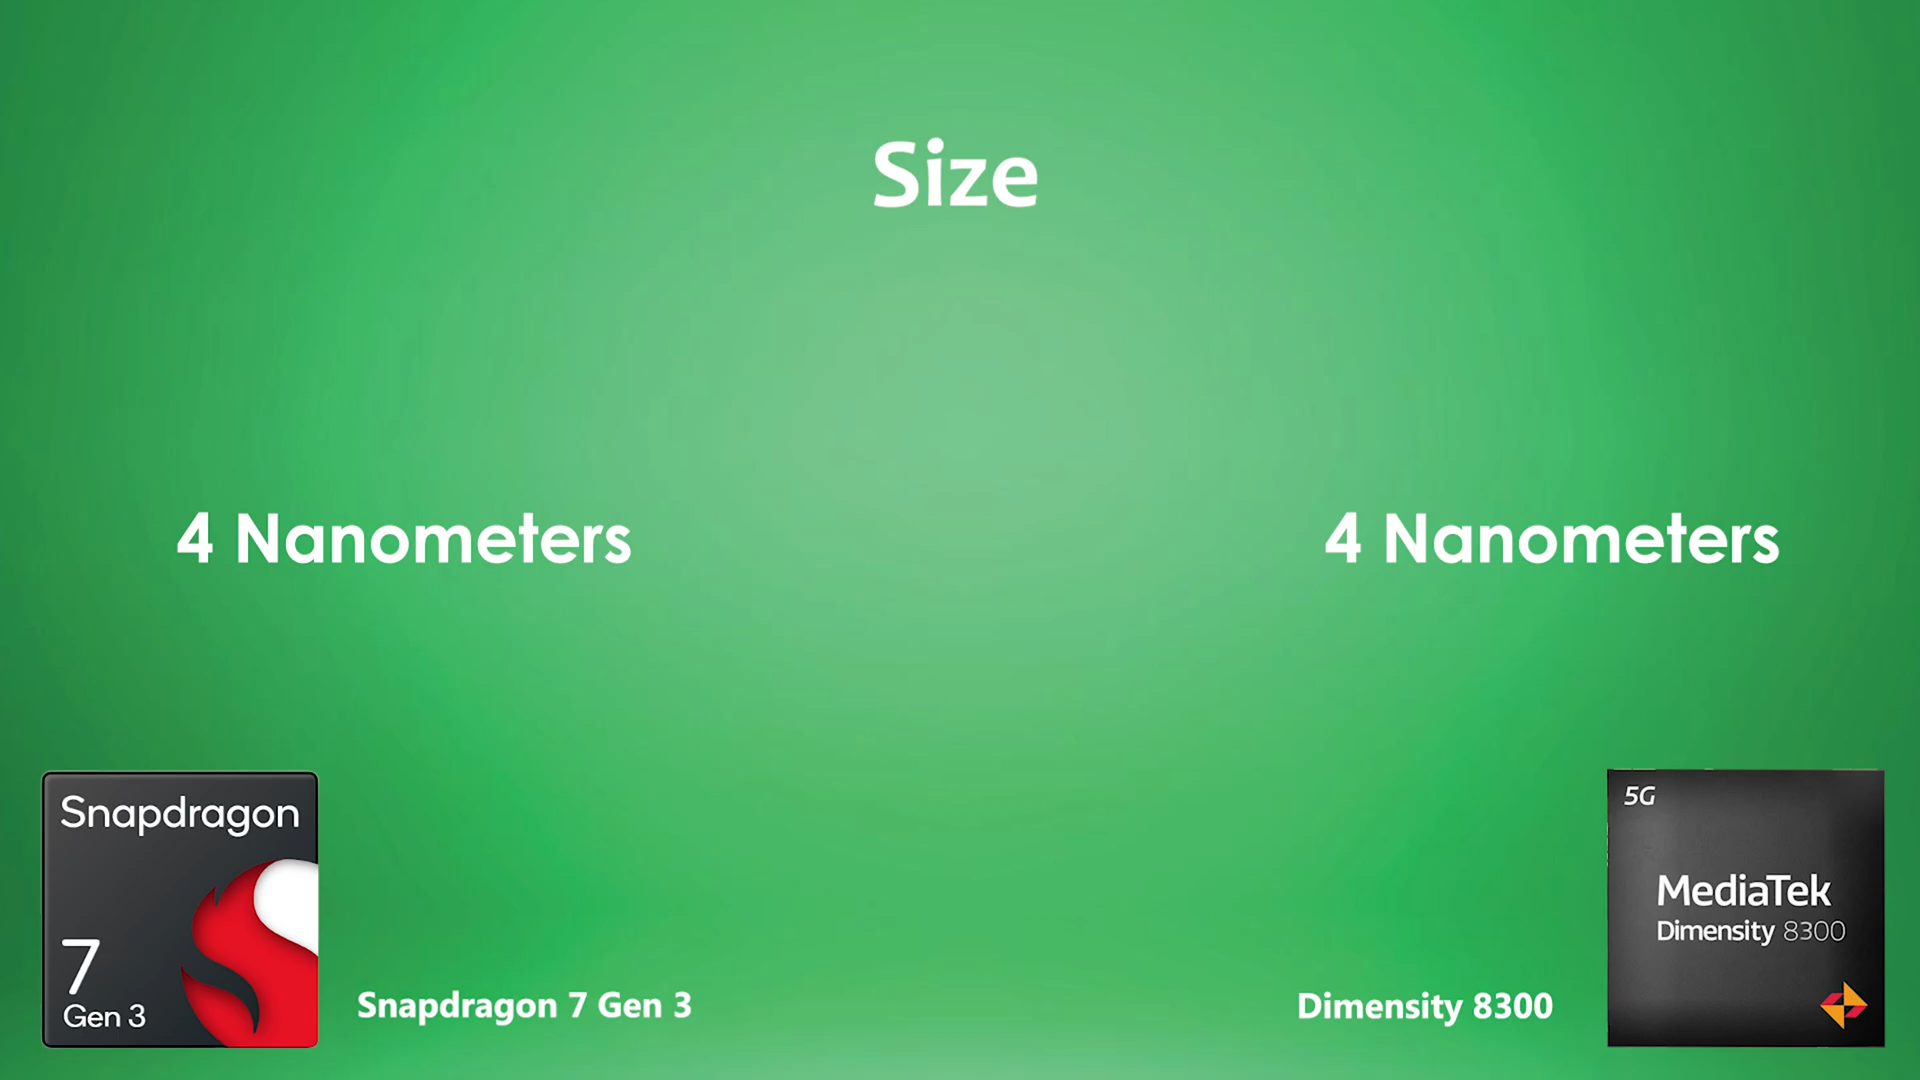 Size
4 Nanometers
4 Nanometers
Snapdragon
7
Gen 3
Snapdragon 7 Gen 3
Dimensity 8300
5G
MediaTek
Dimensity 8300